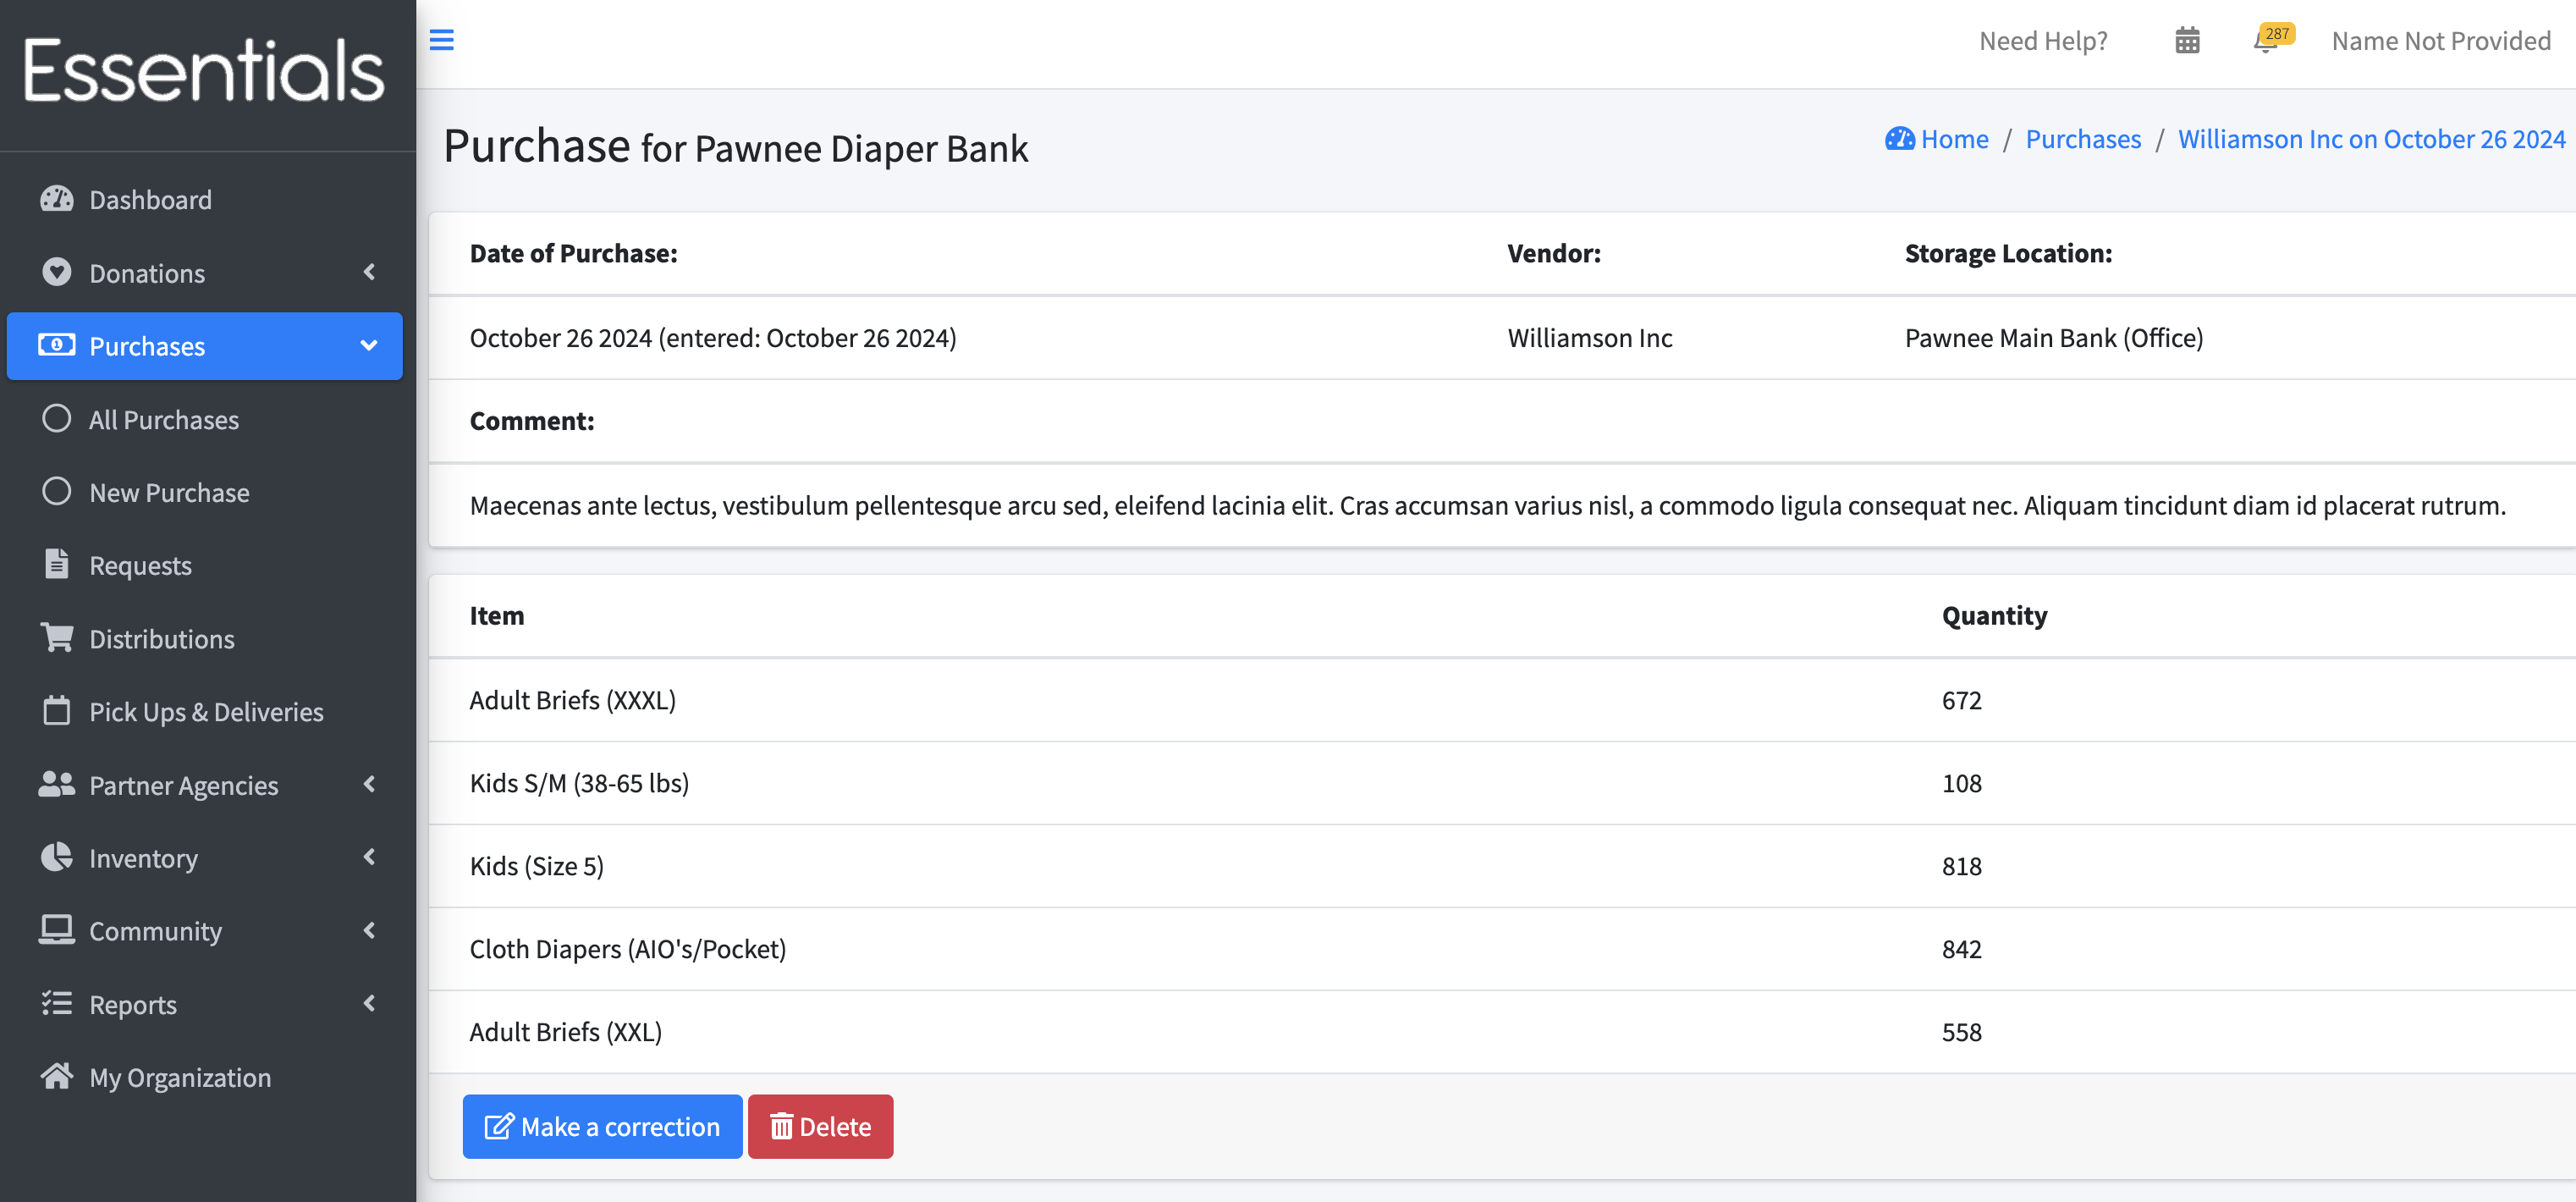 Essentials
Need Help?
287
Name Not Provided
Dashboard
Donations
Purchases
All Purchases
New Purchase
Requests
Distributions
Pick Ups & Deliveries
Partner Agencies
Inventory
Community
Reports
My Organization
Purchase for Pawnee Diaper Bank
Home / Purchases / Williamson Inc on October 26 2024
Date of Purchase: Vendor: Storage Location:
October 26 2024 (entered: October 26 2024) Williamson Inc Pawnee Main Bank (Office)
Comment:
Maecenas ante lectus, vestibulum pellentesque arcu sed, eleifend lacinia elit. Cras accumsan varius nisl, a commodo ligula consequat nec. Aliquam tincidunt diam id placerat rutrum.
Item Quantity
Adult Briefs (XXXL) 672
Kids S/M (38-65 lbs) 108
Kids (Size 5) 818
Cloth Diapers (AIO's/Pocket) 842
Adult Briefs (XXL) 558
Make a correction Delete